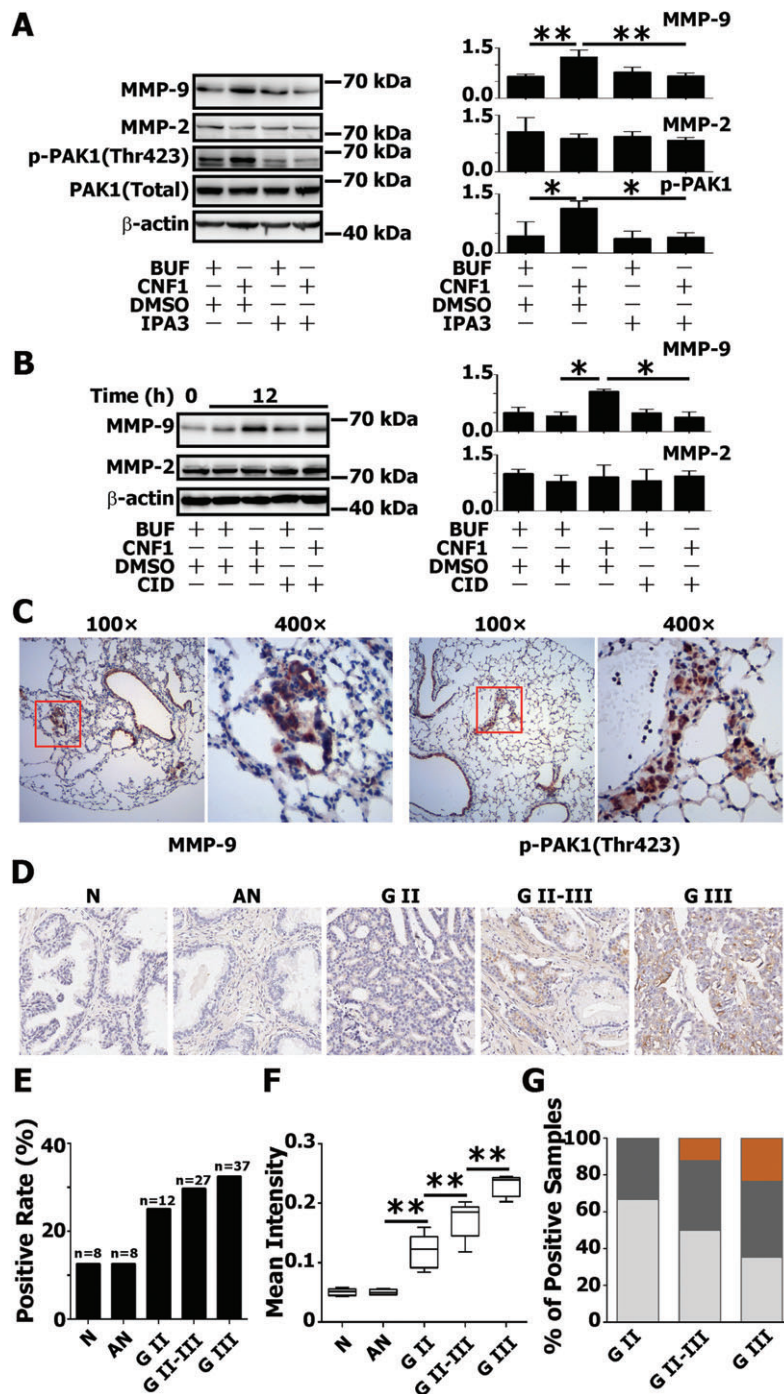 A
MMP-9
MMP-2
p-PAK1(Thr423)
PAK1(Total)
β-actin
70 kDa
70 kDa
70 kDa
70 kDa
40 kDa
BUF + − + −
CNF1 − + − +
DMSO + + − −
IPA3 − − + +
MMP-9
** **
1.5
0.0
MMP-2
1.5
0.0
p-PAK1
* *
1.5
0.0
BUF + − + −
CNF1 − + − +
DMSO + + − −
IPA3 − − + +
B
Time (h) 0 12
MMP-9
MMP-2
β-actin
70 kDa
70 kDa
40 kDa
BUF + + − + −
CNF1 − − + − +
DMSO + + + − −
CID − − − + +
MMP-9
* *
1.5
0.0
MMP-2
1.5
0.0
BUF + + − + −
CNF1 − − + − +
DMSO + + + − −
CID − − − + +
C
100× 400× 100× 400×
MMP-9 p-PAK1(Thr423)
D
N AN G II G II-III G III
E
Positive Rate (%)
40
20
0
n=8 n=8 n=12 n=27 n=37
N AN G II G II-III G III
F
Mean Intensity
0.3
0.2
0.1
0.0
** ** **
N AN G II G II-III G III
G
% of Positive Samples
100
80
60
40
20
0
G II G II-III G III